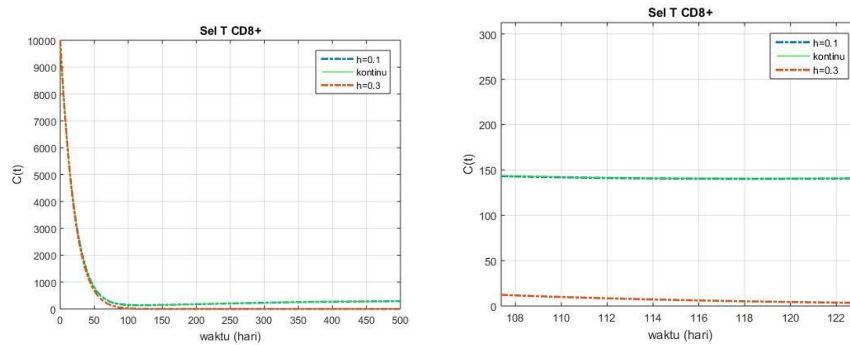 Sel T CD8+
10000
9000
8000
7000
6000
5000
4000
3000
2000
1000
0
C(t)
h=0.1
kontinu
h=0.3
0 50 100 150 200 250 300 350 400 450 500
waktu (hari)
Sel T CD8+
300
250
200
150
100
50
0
C(t)
h=0.1
kontinu
h=0.3
108 110 112 114 116 118 120 122
waktu (hari)